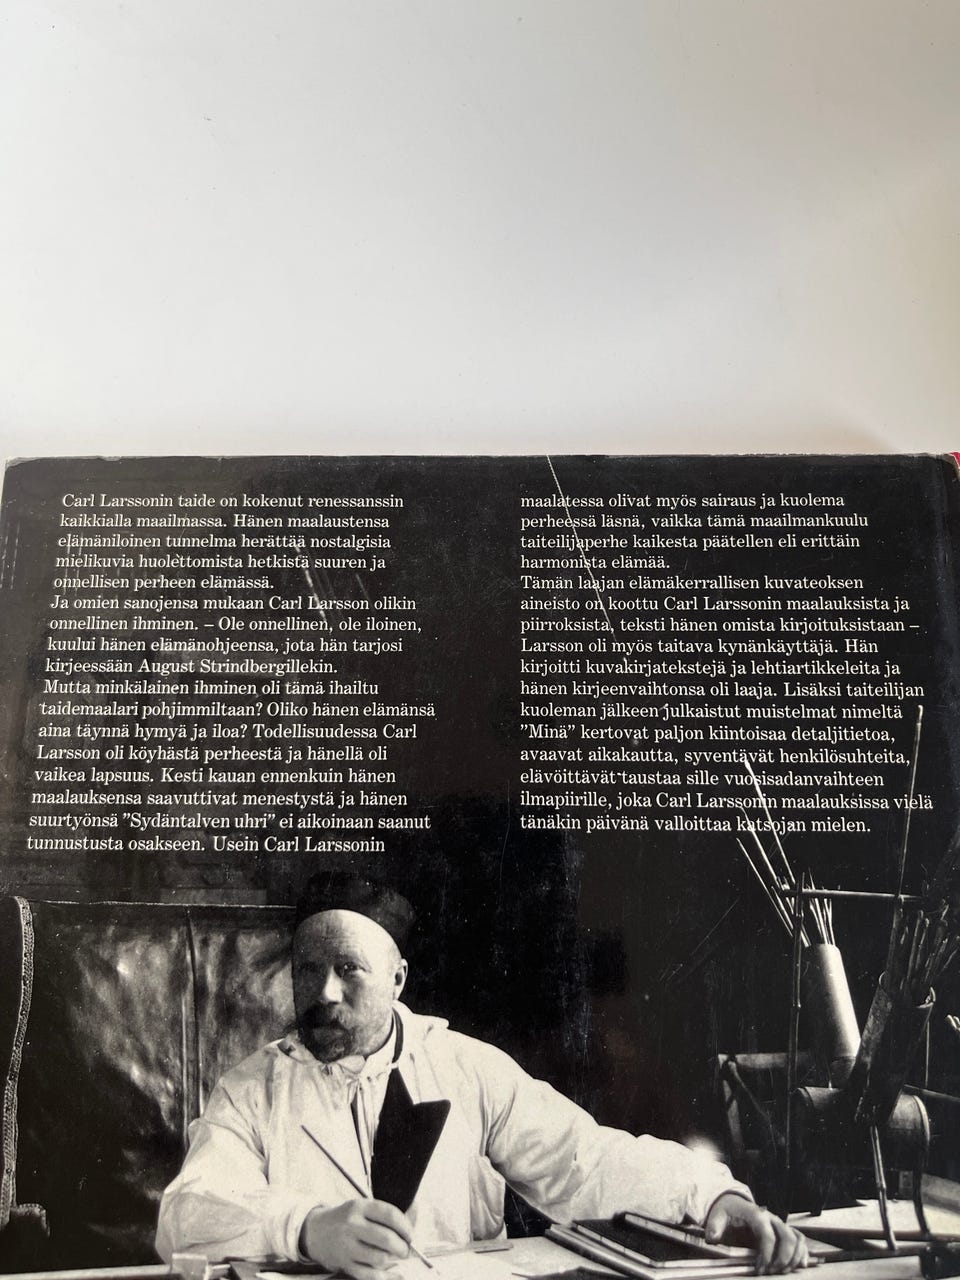 Carl Larssonin taide on kokenut renessanssin
kaikkialla maailmassa. Hänen maalaustensa
elämäniloinen tunnelma herättää nostalgisia
mielikuvia huolettomista hetkistä suuren ja
onnellisen perheen elämässä.
Ja omien sanojensa mukaan Carl Larsson olikin
onnellinen ihminen. – Ole onnellinen, ole iloinen,
kuului hänen elämänohjeensa, jota hän tarjosi
kirjeessään August Strindbergillekin.
Mutta minkälainen ihminen oli tämä ihailtu
taidemaalari pohjimmiltaan? Oliko hänen elämänsä
aina täynnä hymyä ja iloa? Todellisuudessa Carl
Larsson oli köyhästä perheestä ja hänellä oli
vaikea lapsuus. Kesti kauan ennenkuin hänen
maalauksensa saavuttivat menestystä ja hänen
suurtyönsä ”Sydäntalven uhri” ei aikoinaan saanut
tunnustusta osakseen. Usein Carl Larssonin
maalatessa olivat myös sairaus ja kuolema
perheessä läsnä, vaikka tämä maailmankuulu
taiteilijaperhe kaikesta päätellen eli erittäin
harmonista elämää.
Tämän laajan elämäkerrallisen kuvateoksen
aineisto on koottu Carl Larssonin maalauksista ja
piirroksista, teksti hänen omista kirjoituksistaan –
Larsson oli myös taitava kynänkäyttäjä. Hän
kirjoitti kuvakirjatekstejä ja lehtiartikkeleita ja
hänen kirjeenvaihtonsa oli laaja. Lisäksi taiteilijan
kuoleman jälkeen julkaistut muistelmat nimeltä
”Minä” kertovat paljon kiintoisaa detaljitietoa,
avaavat aikakautta, syventävät henkilösuhteita,
elävöittävät taustaa sille vuosisadanvaihteen
ilmapiirille, joka Carl Larssonin maalauksissa vielä
tänäkin päivänä valloittaa katsojan mielen.